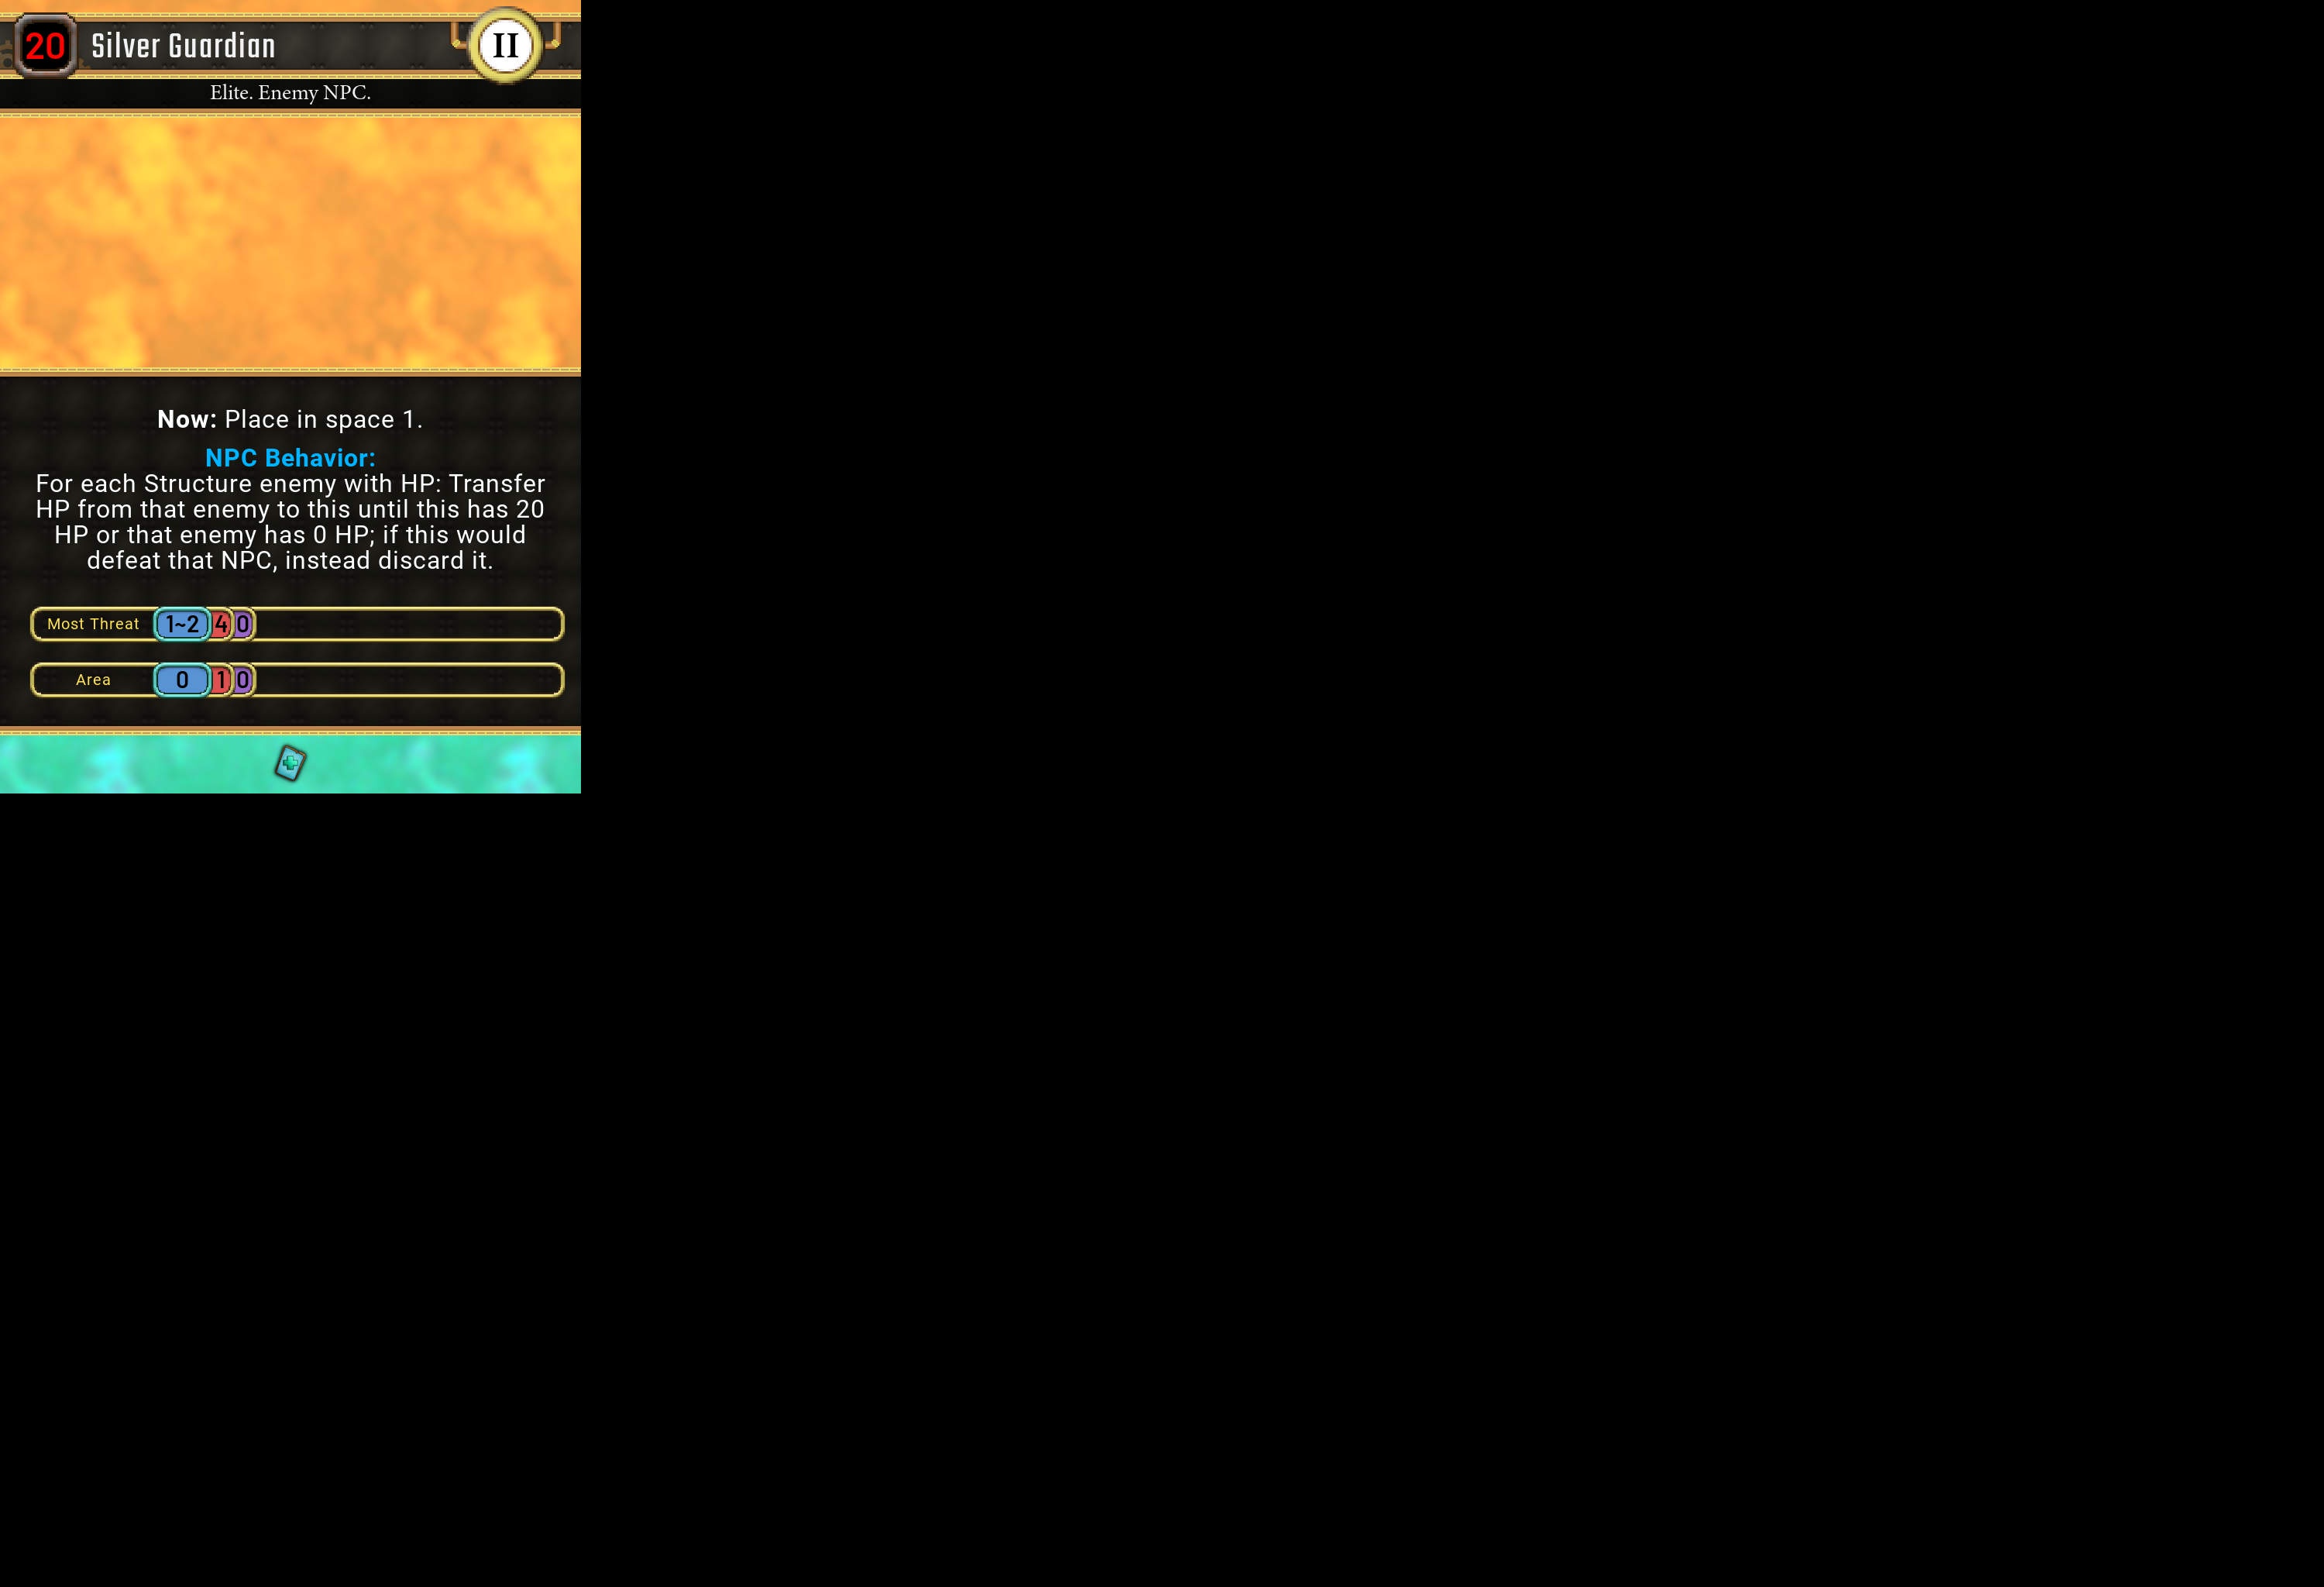 20 Silver Guardian II
Elite. Enemy NPC.
Now: Place in space 1.
NPC Behavior:
For each Structure enemy with HP: Transfer
HP from that enemy to this until this has 20
HP or that enemy has 0 HP; if this would
defeat that NPC, instead discard it.
Most Threat 1~2 4 0
Area 0 1 0